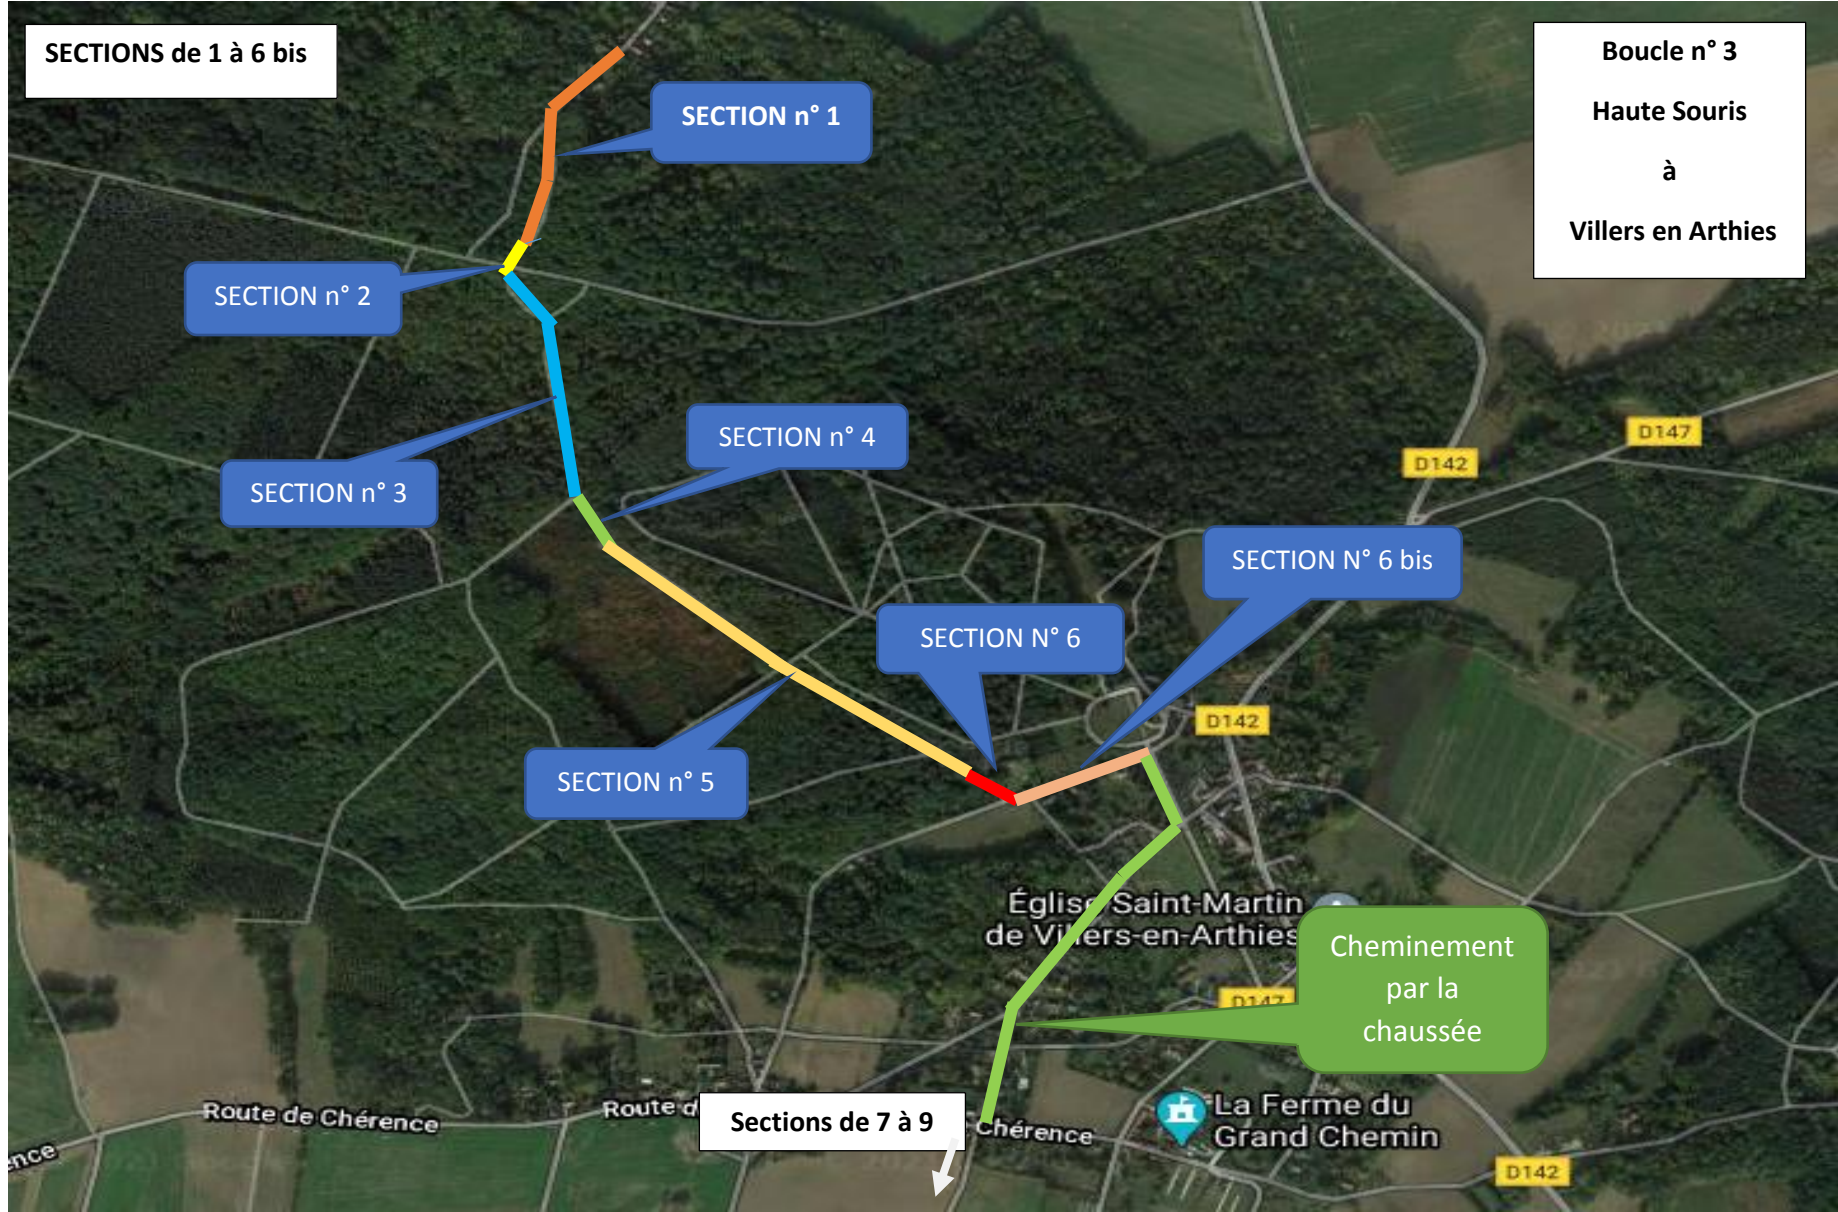 SECTIONS de 1 à 6 bis
Boucle n° 3
Haute Souris
à
Villers en Arthies
SECTION n° 1
SECTION n° 2
SECTION n° 3
SECTION n° 4
D147
D142
SECTION N° 6 bis
SECTION N° 6
D142
SECTION n° 5
Église Saint-Martin
de Villers-en-Arthies
Cheminement
par la
chaussée
D147
Route de Chérence
Route d
Sections de 7 à 9
Chérence
La Ferme du
Grand Chemin
ence
D142